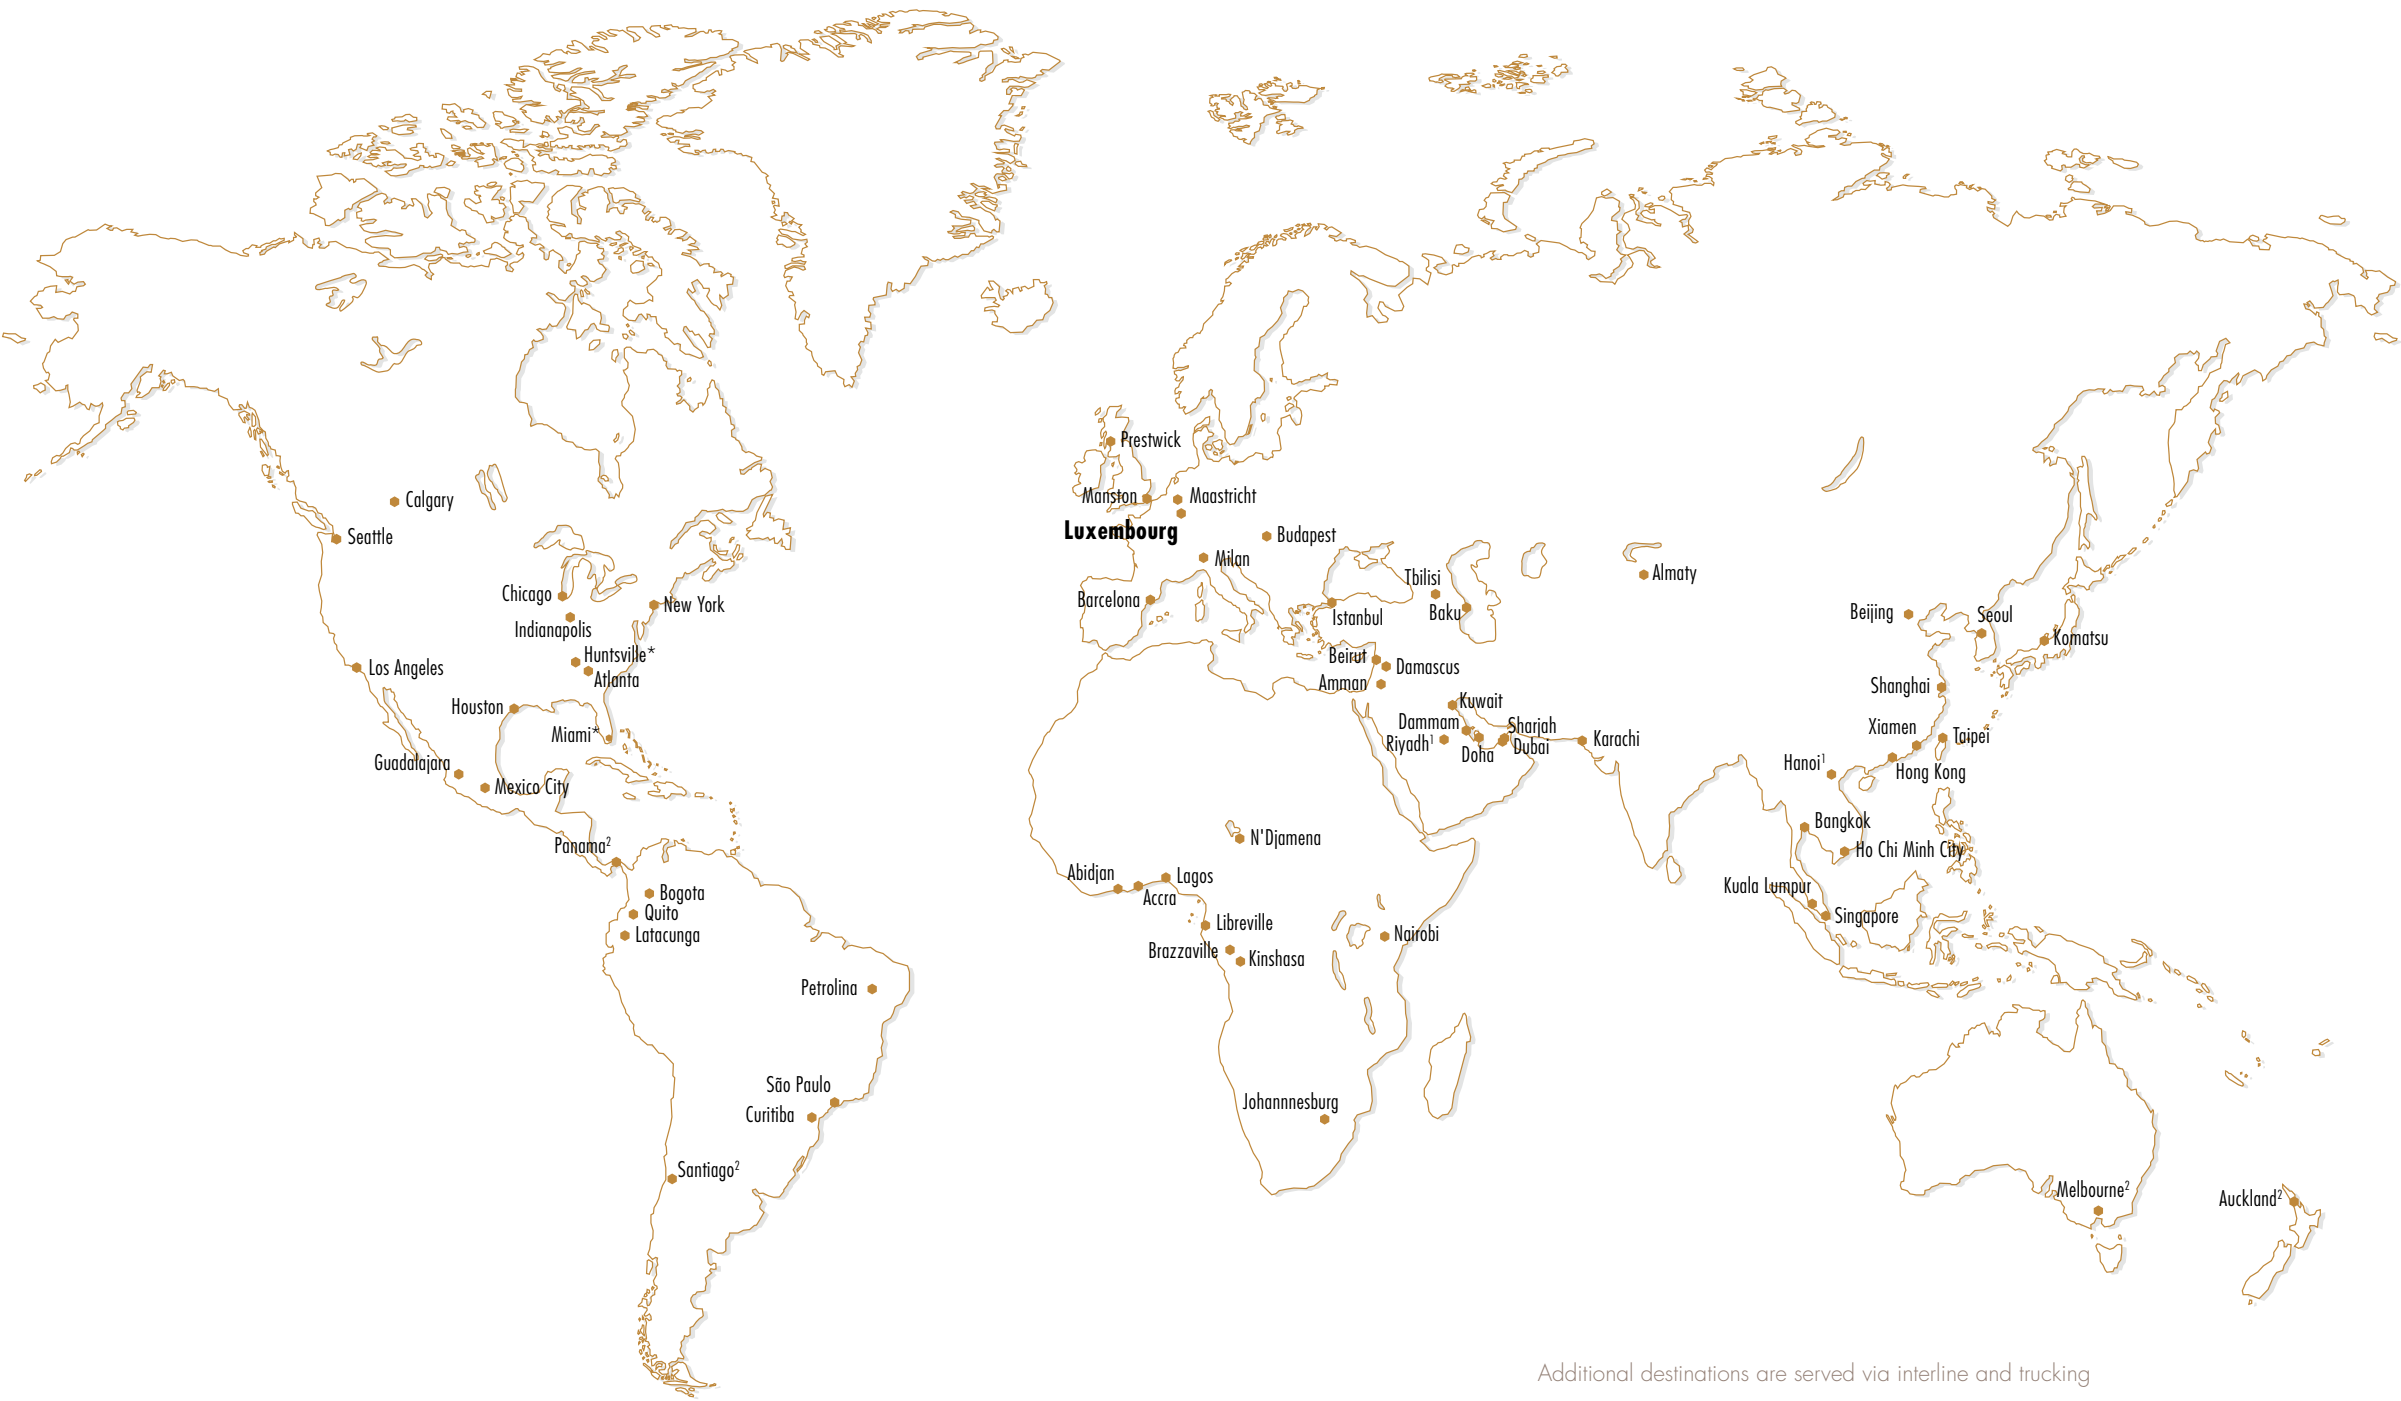 Prestwick
Calgary
Manston
Maastricht
Luxembourg
Seattle
Budapest
Milan
Tbilisi
Almaty
Chicago
New York
Barcelona
Istanbul
Baku
Beijing
Seoul
Indianapolis
Komatsu
Huntsville*
Beirut
Damascus
Los Angeles
Atlanta
Amman
Shanghai
Houston
Kuwait
Miami*
Dammam
Sharjah
Xiamen
Taipei
Riyadh¹
Doha
Dubai
Karachi
Guadalajara
Hanoi¹
Hong Kong
Mexico City
Bangkok
Panama²
N'Djamena
Ho Chi Minh City
Abidjan
Lagos
Kuala Lumpur
Bogota
Accra
Quito
Singapore
Libreville
Latacunga
Nairobi
Brazzaville
Kinshasa
Petrolina
São Paulo
Curitiba
Johannnesburg
Santiago²
Melbourne²
Auckland²
Additional destinations are served via interline and trucking